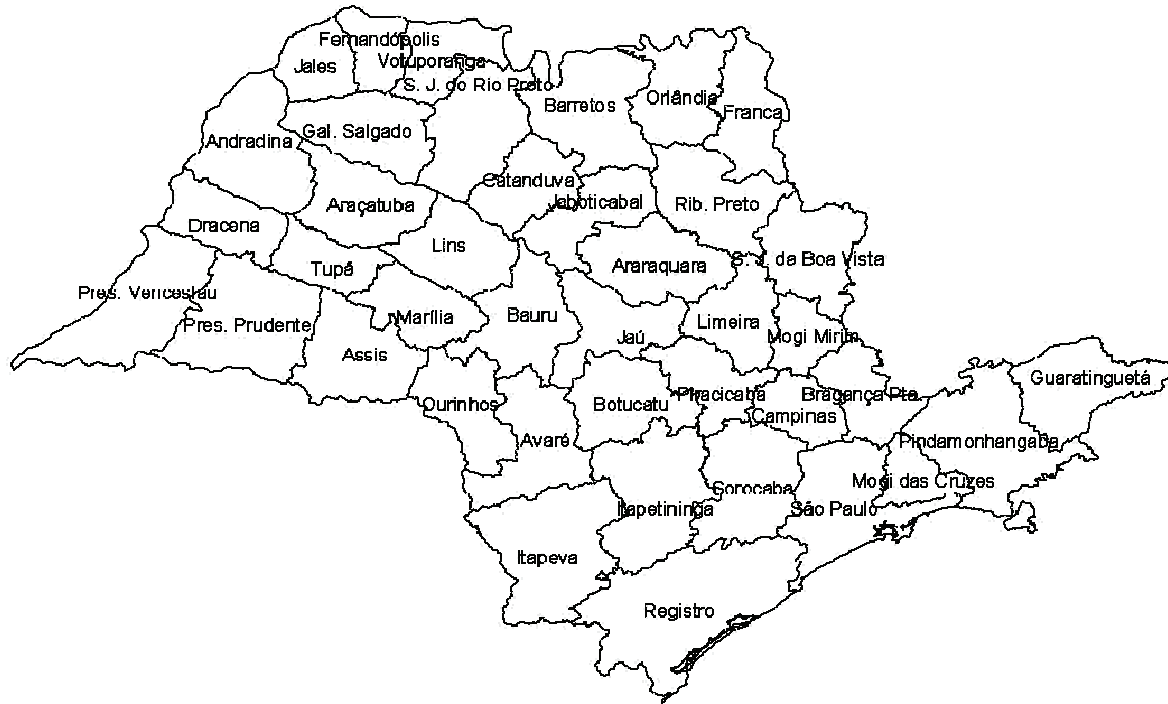 Fernandópolis
Jales
Votuporanga
S. J. do Rio Preto
Barretos
Orlândia
Franca
Andradina
Gal. Salgado
Catanduva
Jaboticabal
Rib. Preto
Araçatuba
Dracena
Lins
Tupã
Araraquara
S. J. da Boa Vista
Pres. Venceslau
Pres. Prudente
Marília
Bauru
Jaú
Limeira
Mogi Mirim
Assis
Guaratinguetá
Ourinhos
Botucatu
Piracicaba
Bragança Pta.
Campinas
Avaré
Pindamonhangaba
Sorocaba
Mogi das Cruzes
Itapetininga
São Paulo
Itapeva
Registro